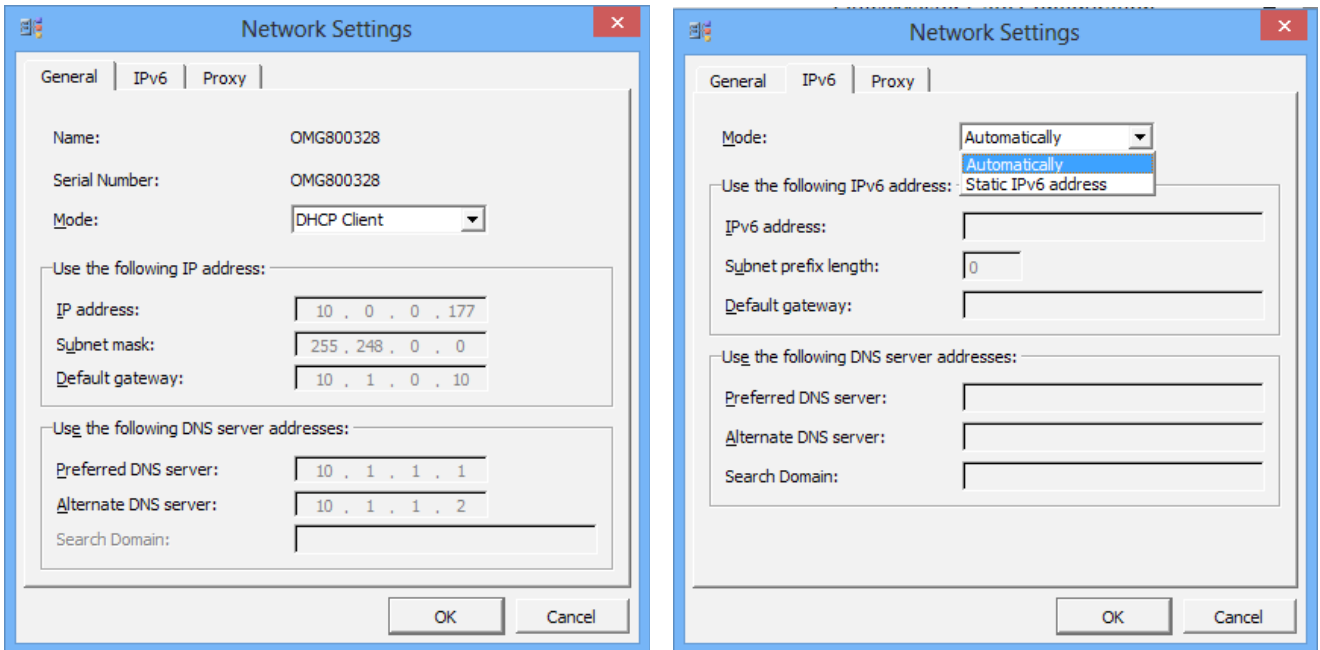 Network Settings
General IPv6 Proxy
Name: OMG800328
Serial Number: OMG800328
Mode: DHCP Client
Use the following IP address:
IP address: 10 . 0 . 0 . 177
Subnet mask: 255 . 248 . 0 . 0
Default gateway: 10 . 1 . 0 . 10
Use the following DNS server addresses:
Preferred DNS server: 10 . 1 . 1 . 1
Alternate DNS server: 10 . 1 . 1 . 2
Search Domain:
OK Cancel
Network Settings
General IPv6 Proxy
Mode: Automatically
Automatically
Static IPv6 address
Use the following IPv6 address:
IPv6 address:
Subnet prefix length: 0
Default gateway:
Use the following DNS server addresses:
Preferred DNS server:
Alternate DNS server:
Search Domain:
OK Cancel